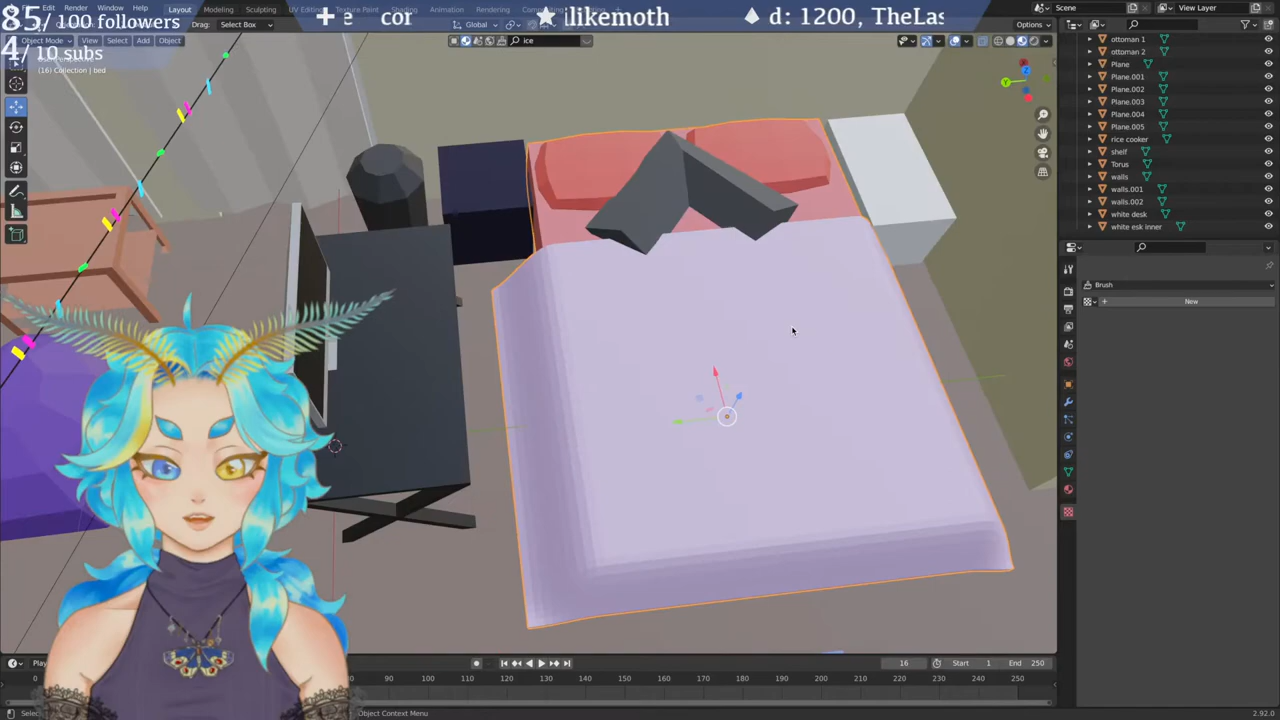 85/100 followers
4/10 subs
e cor
llikemoth
d: 1200, TheLas
Edit Render Window Help
Layout Modeling Sculpting UV Editing Texture Paint Shading Animation Rendering Compositing
Scene
View Layer
Drag: Select Box
Global
Options
Object Mode View Select Add Object
ice
(16) Collection | bed
ottoman 1
ottoman 2
Plane
Plane.001
Plane.002
Plane.003
Plane.004
Plane.005
rice cooker
shelf
Torus
walls
walls.001
walls.002
white desk
white esk inner
Y
Z
Brush
New
Play
16
Start 1
End 250
0
80 90 100 110 120 130 140 150 160 170 180 190 200 210 220 230 240 250
Selec
Object Context Menu
2.92.0